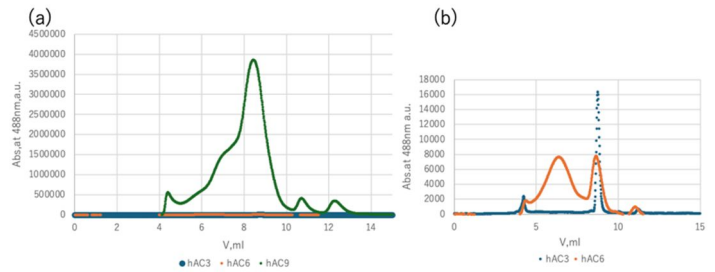 (a)
Abs,at 488nm,a.u.
4500000
4000000
3500000
3000000
2500000
2000000
1500000
1000000
500000
0
0 2 4 6 8 10 12 14
V,ml
hAC3 hAC6 hAC9
(b)
Abs,at 488nm a.u.
18000
16000
14000
12000
10000
8000
6000
4000
2000
0
0 5 10 15
V,ml
hAC3 hAC6